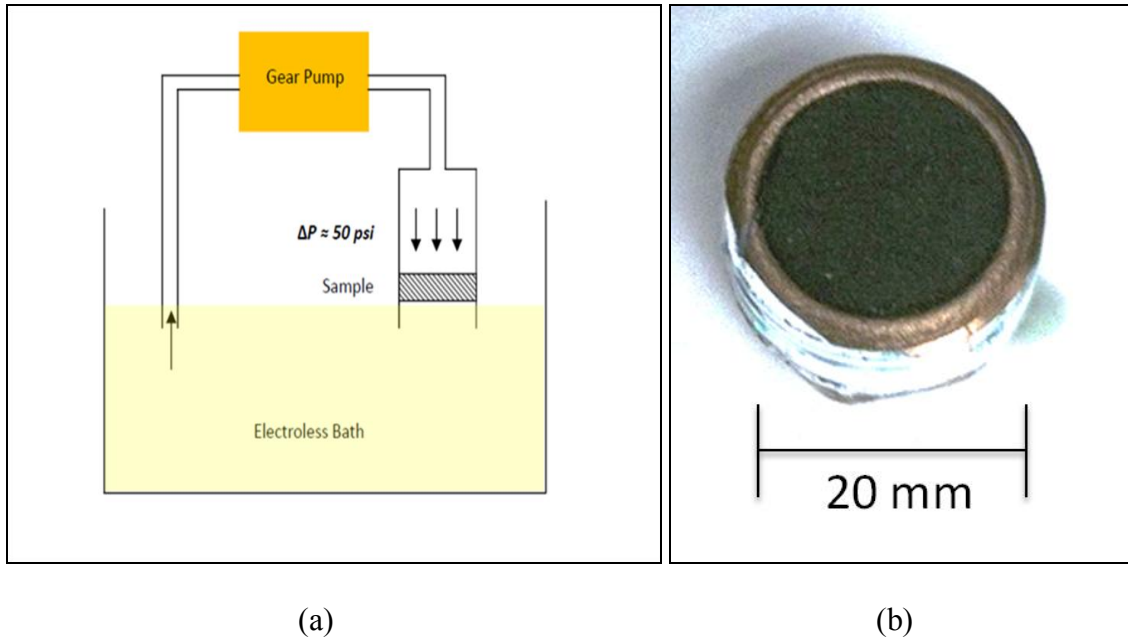 Gear Pump
ΔP ≈ 50 psi
Sample
Electroless Bath
20 mm
(a)
(b)